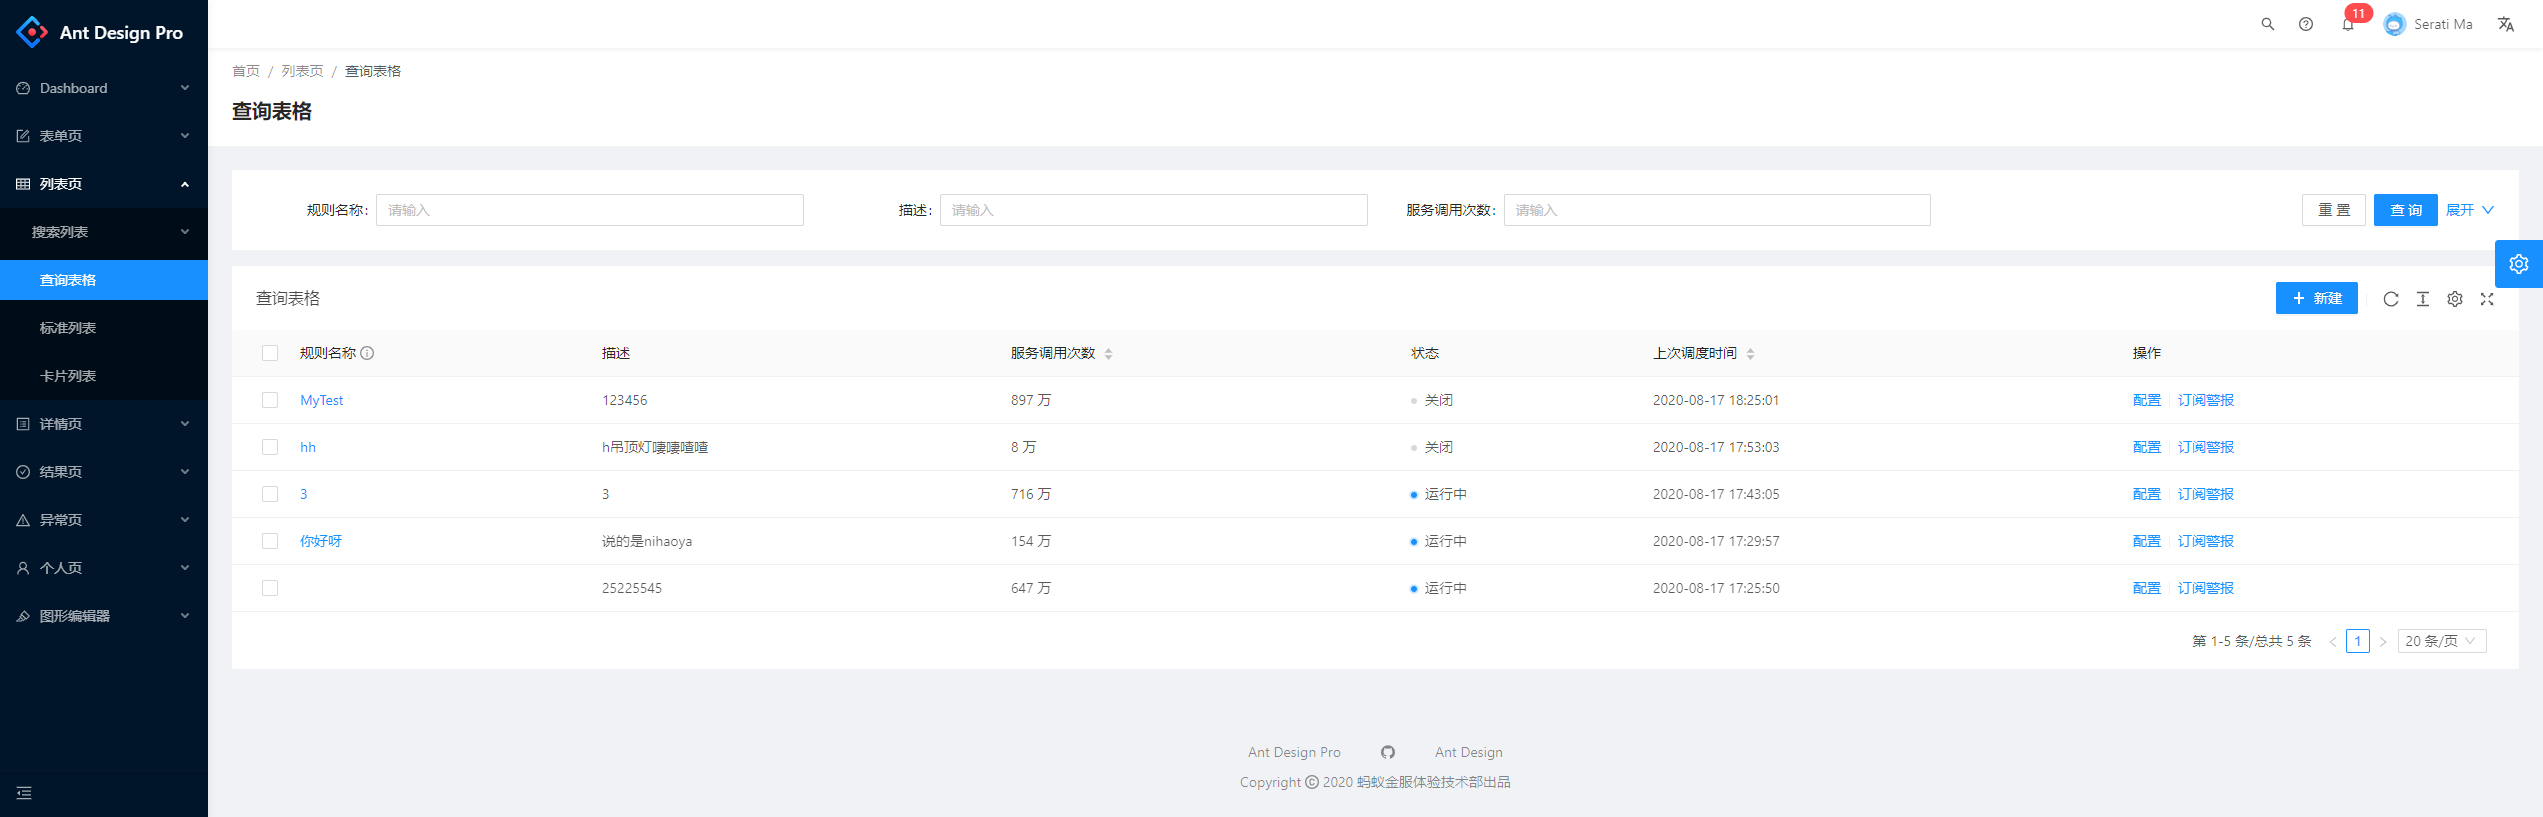 Ant Design Pro
Dashboard
表单页
列表页
搜索列表
查询表格
标准列表
卡片列表
详情页
结果页
异常页
个人页
图形编辑器
11
Serati Ma
首页 / 列表页 / 查询表格
查询表格
规则名称: 请输入 描述: 请输入 服务调用次数: 请输入 重 置 查 询 展开
查询表格 新建
规则名称 描述 服务调用次数 状态 上次调度时间 操作
MyTest 123456 897 万 关闭 2020-08-17 18:25:01 配置 订阅警报
hh h吊顶灯啛啛喳喳 8 万 关闭 2020-08-17 17:53:03 配置 订阅警报
3 3 716 万 运行中 2020-08-17 17:43:05 配置 订阅警报
你好呀 说的是nihaoya 154 万 运行中 2020-08-17 17:29:57 配置 订阅警报
25225545 647 万 运行中 2020-08-17 17:25:50 配置 订阅警报
第 1-5 条/总共 5 条 < 1 > 20 条/页
Ant Design Pro Ant Design
Copyright © 2020 蚂蚁金服体验技术部出品